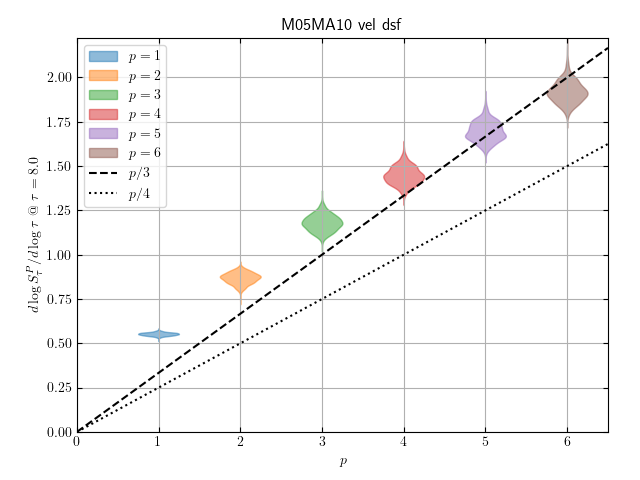 M05MA10 vel dsf
p = 1
p = 2
p = 3
p = 4
p = 5
p = 6
p/3
p/4
2.00
1.75
1.50
1.25
1.00
0.75
0.50
0.25
0.00
0 1 2 3 4 5 6
p
d log S_τ^P / d log τ @ τ = 8.0